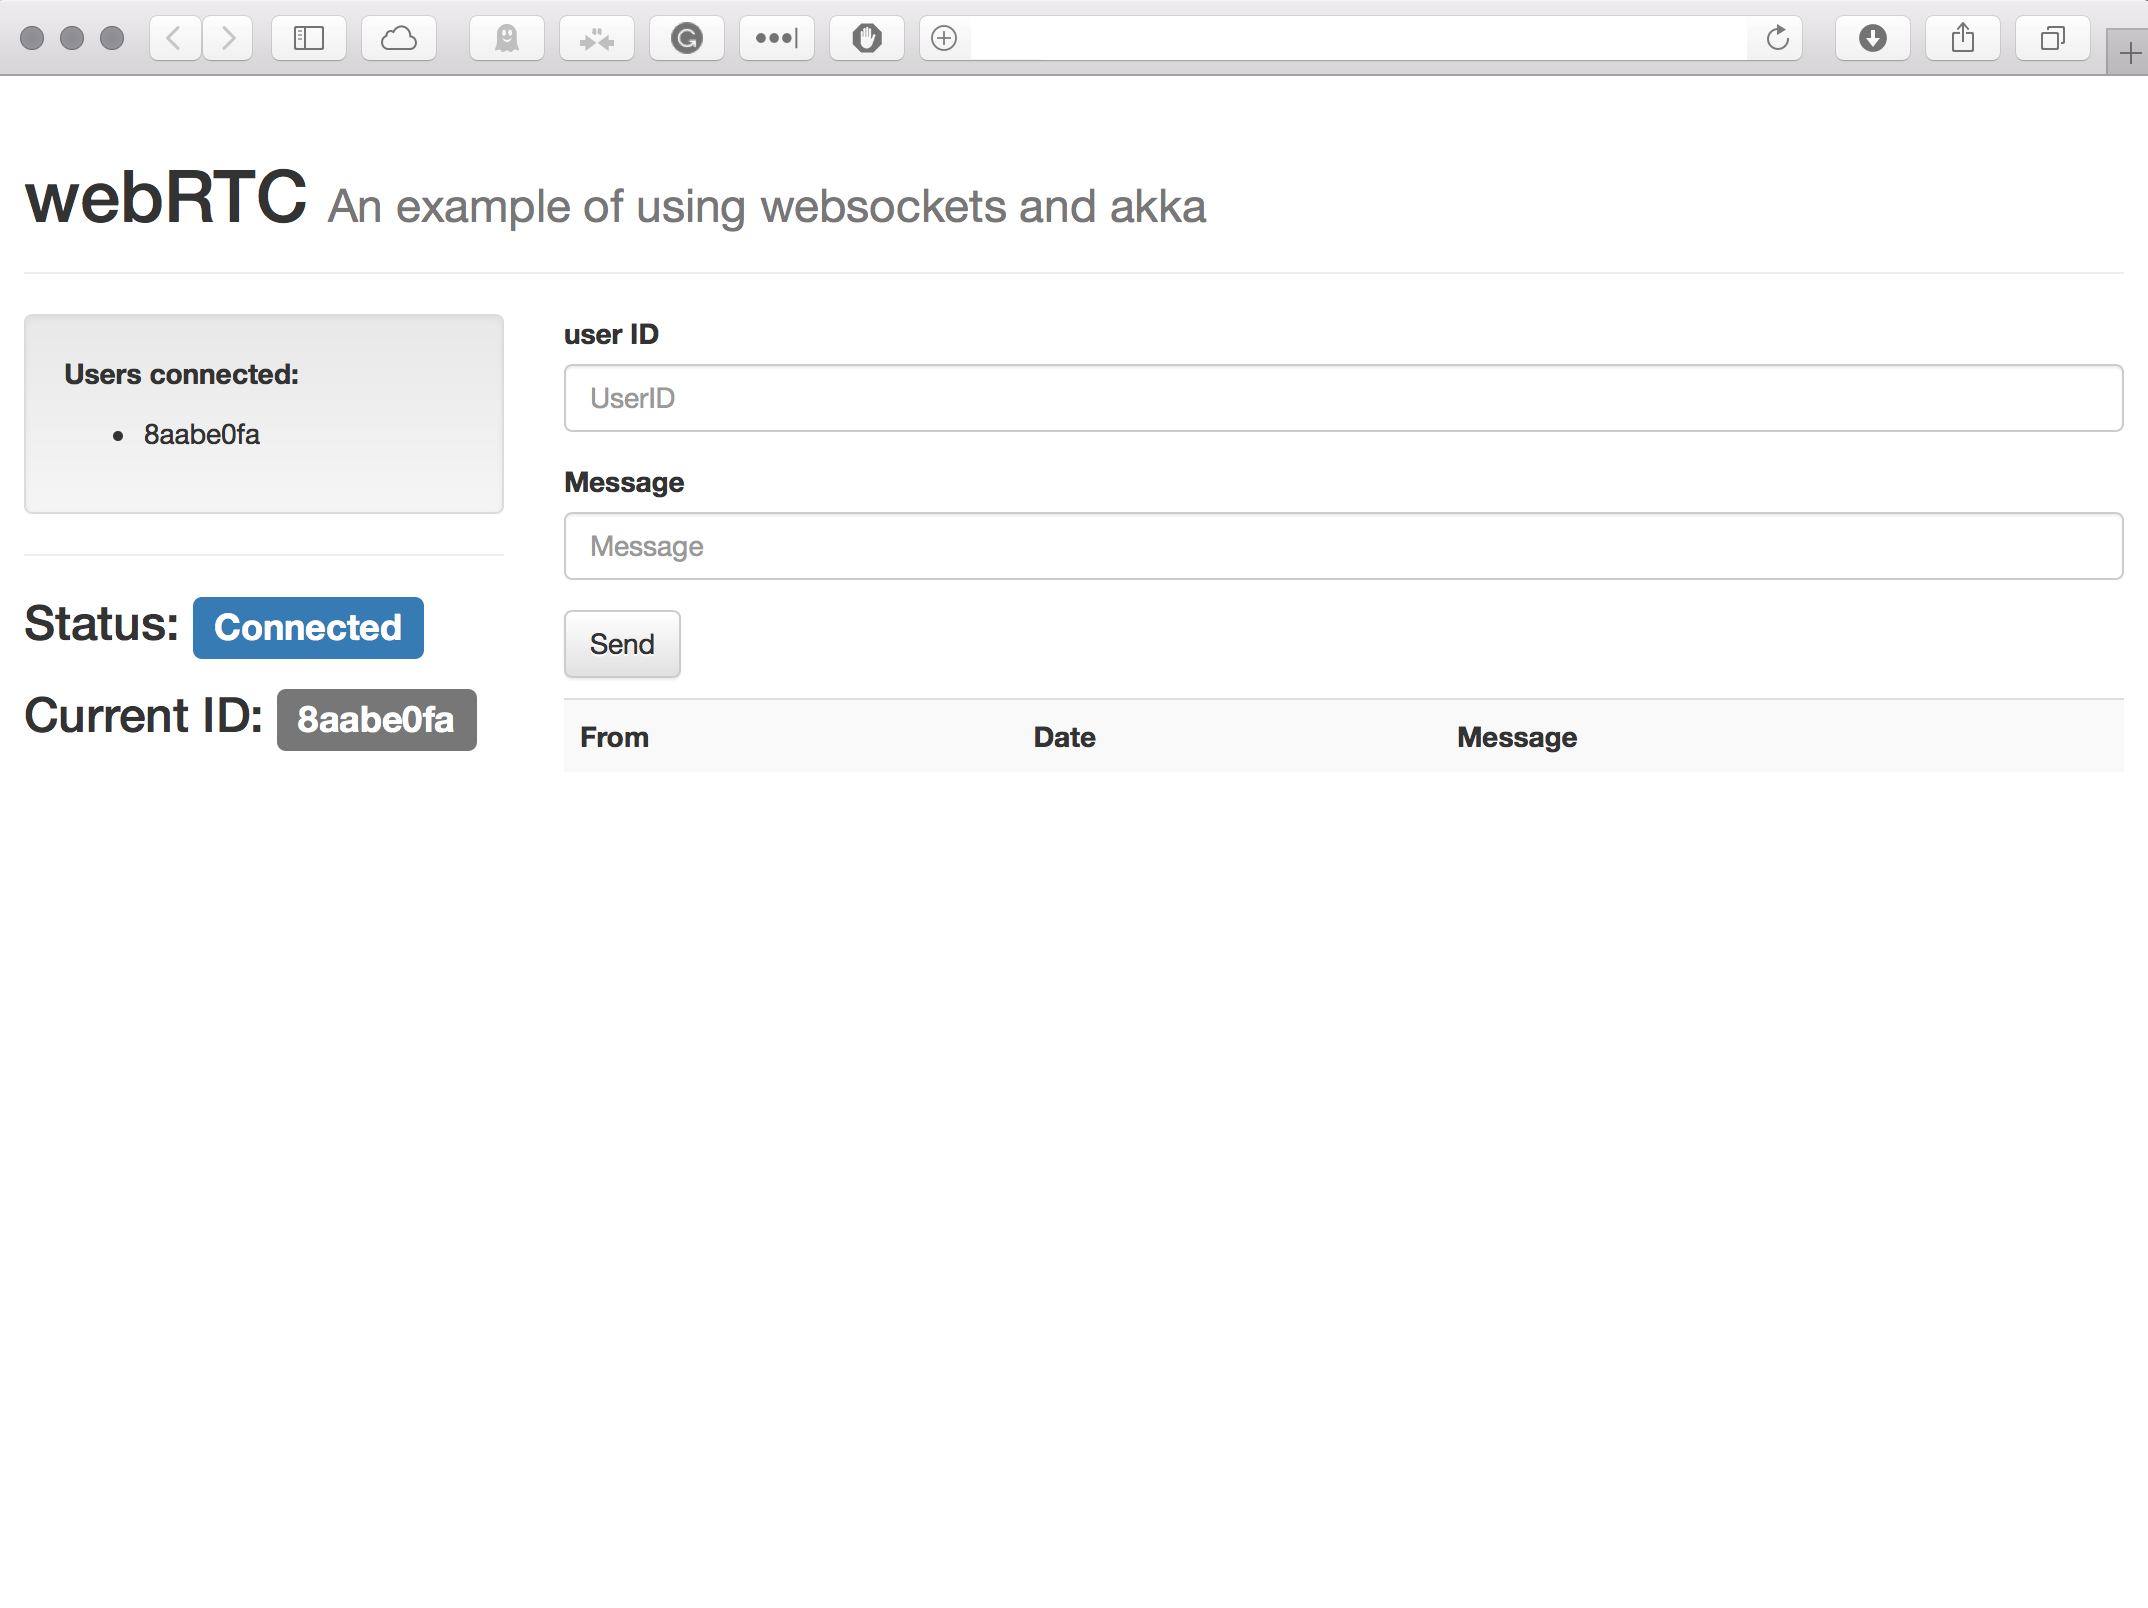 webRTC An example of using websockets and akka
Users connected:
8aabe0fa
Status: Connected
Current ID: 8aabe0fa
user ID
UserID
Message
Message
Send
From Date Message